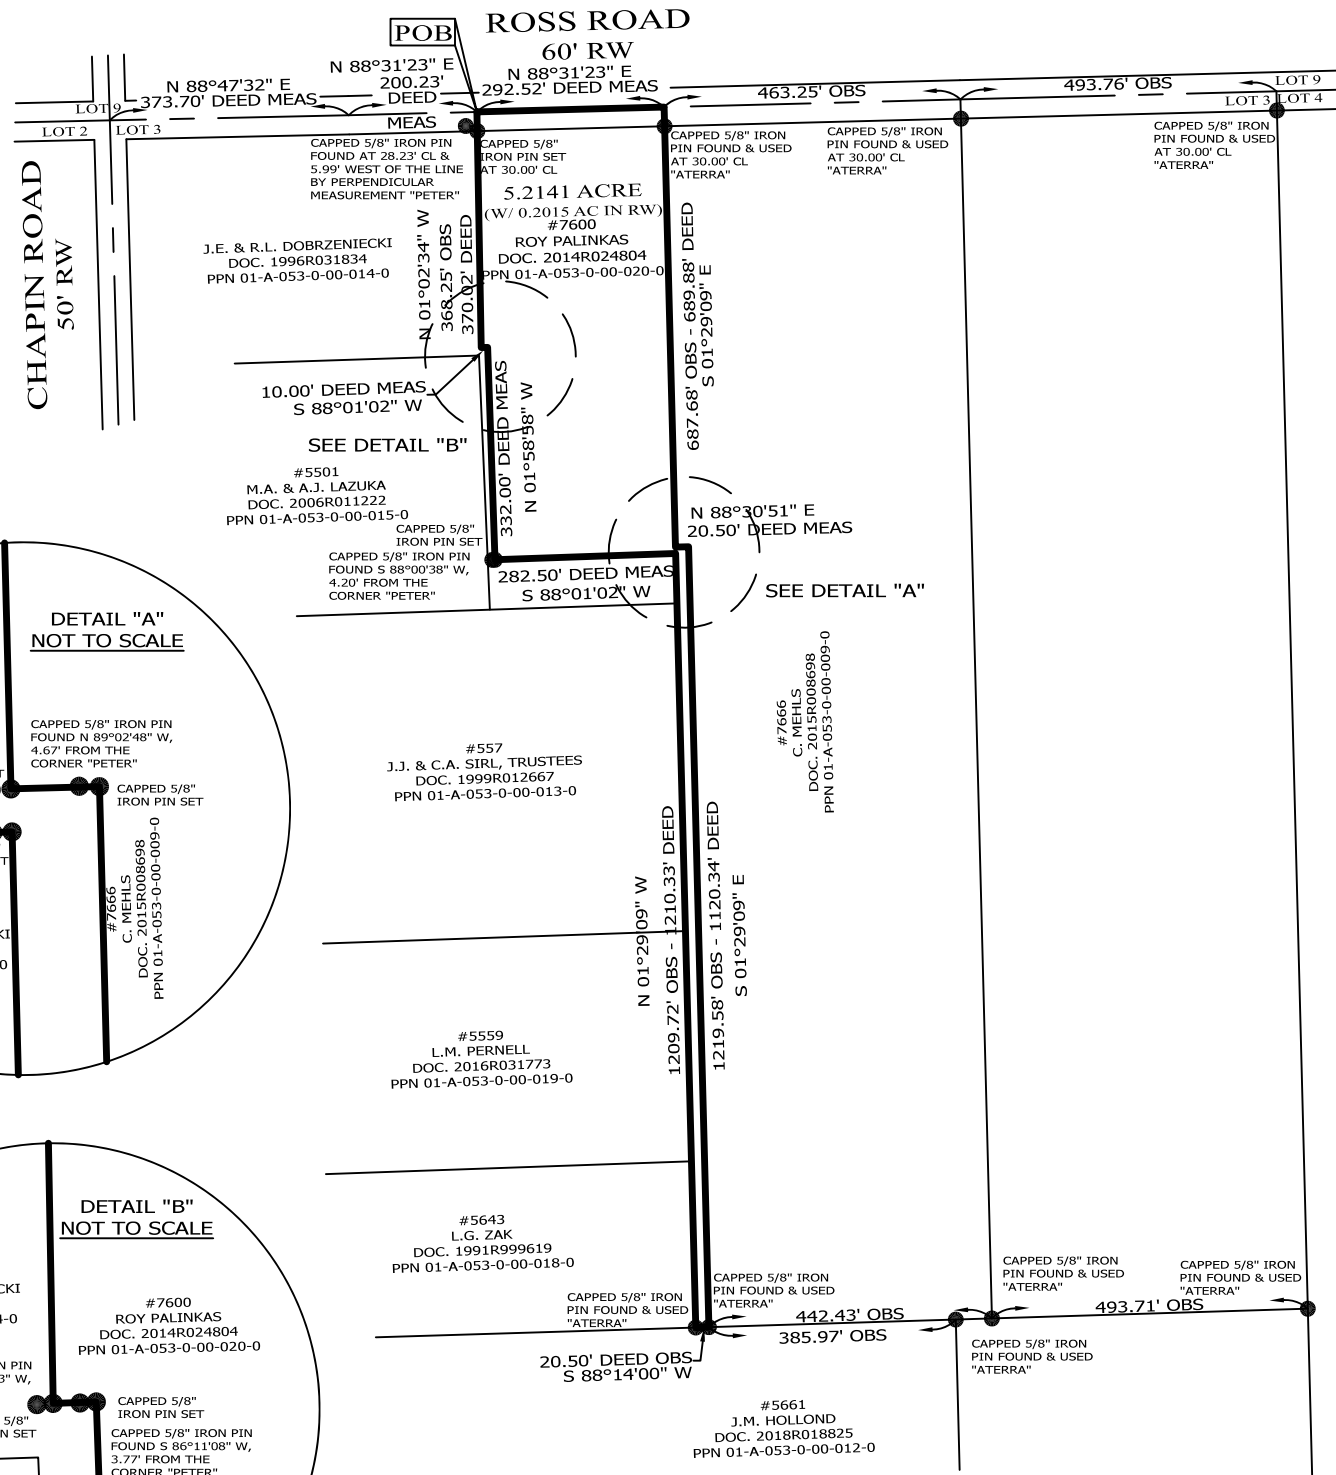 POB
ROSS ROAD
60' RW
N 88°31'23" E
200.23'
DEED
MEAS
N 88°31'23" E
292.52' DEED MEAS
N 88°47'32" E
373.70' DEED MEAS
463.25' OBS
493.76' OBS
LOT 9
LOT 9
LOT 2
LOT 3
LOT 3
LOT 4
CHAPIN ROAD
50' RW
CAPPED 5/8" IRON PIN
FOUND AT 28.23' CL &
5.99' WEST OF THE LINE
BY PERPENDICULAR
MEASUREMENT "PETER"
CAPPED 5/8"
IRON PIN SET
AT 30.00' CL
CAPPED 5/8" IRON
PIN FOUND & USED
AT 30.00' CL
"ATERRA"
CAPPED 5/8" IRON
PIN FOUND & USED
AT 30.00' CL
"ATERRA"
CAPPED 5/8" IRON
PIN FOUND & USED
AT 30.00' CL
"ATERRA"
5.2141 ACRE
(W/ 0.2015 AC IN RW)
#7600
ROY PALINKAS
DOC. 2014R024804
PPN 01-A-053-0-00-020-0
J.E. & R.L. DOBRZENIECKI
DOC. 1996R031834
PPN 01-A-053-0-00-014-0
N 01°02'34" W
368.25' OBS
370.02' DEED
687.68' OBS - 689.88' DEED
S 01°29'09" E
10.00' DEED MEAS
S 88°01'02" W
SEE DETAIL "B"
332.00' DEED MEAS
N 01°58'58" W
#5501
M.A. & A.J. LAZUKA
DOC. 2006R011222
PPN 01-A-053-0-00-015-0
CAPPED 5/8"
IRON PIN SET
CAPPED 5/8" IRON PIN
FOUND S 88°00'38" W,
4.20' FROM THE
CORNER "PETER"
N 88°30'51" E
20.50' DEED MEAS
282.50' DEED MEAS
S 88°01'02" W
SEE DETAIL "A"
DETAIL "A"
NOT TO SCALE
CAPPED 5/8" IRON PIN
FOUND N 89°02'48" W,
4.67' FROM THE
CORNER "PETER"
CAPPED 5/8"
IRON PIN SET
T
T
KI
0
#7666
C. MEHLS
DOC. 2015R008698
PPN 01-A-053-0-00-009-0
#7666
C. MEHLS
DOC. 2015R008698
PPN 01-A-053-0-00-009-0
#557
J.J. & C.A. SIRL, TRUSTEES
DOC. 1999R012667
PPN 01-A-053-0-00-013-0
N 01°29'09" W
1209.72' OBS - 1210.33' DEED
1219.58' OBS - 1120.34' DEED
S 01°29'09" E
#5559
L.M. PERNELL
DOC. 2016R031773
PPN 01-A-053-0-00-019-0
#5643
L.G. ZAK
DOC. 1991R999619
PPN 01-A-053-0-00-018-0
CAPPED 5/8" IRON
PIN FOUND & USED
"ATERRA"
CAPPED 5/8" IRON
PIN FOUND & USED
"ATERRA"
CAPPED 5/8" IRON
PIN FOUND & USED
"ATERRA"
CAPPED 5/8" IRON
PIN FOUND & USED
"ATERRA"
442.43' OBS
385.97' OBS
493.71' OBS
CAPPED 5/8" IRON
PIN FOUND & USED
"ATERRA"
20.50' DEED OBS
S 88°14'00" W
#5661
J.M. HOLLOND
DOC. 2018R018825
PPN 01-A-053-0-00-012-0
DETAIL "B"
NOT TO SCALE
CKI
4-0
N PIN
3" W,
5/8"
N SET
#7600
ROY PALINKAS
DOC. 2014R024804
PPN 01-A-053-0-00-020-0
CAPPED 5/8"
IRON PIN SET
CAPPED 5/8" IRON PIN
FOUND S 86°11'08" W,
3.77' FROM THE
CORNER "PETER"